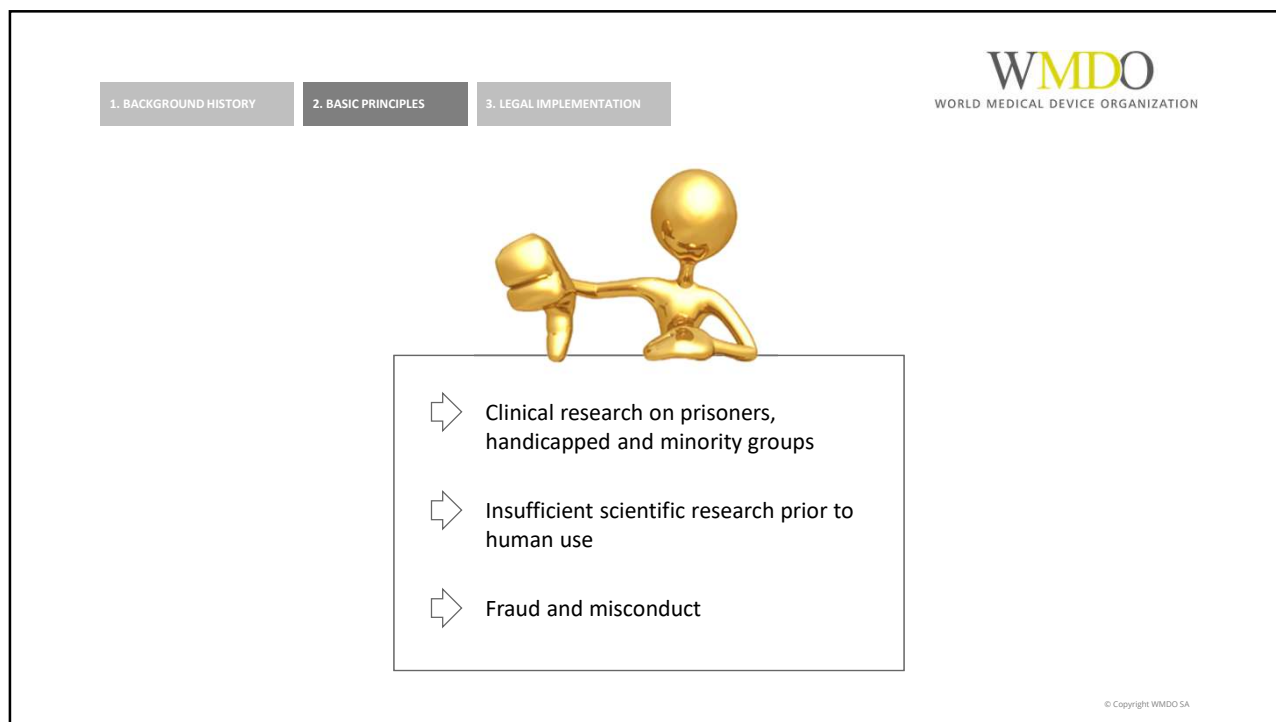 1. BACKGROUND HISTORY
2. BASIC PRINCIPLES
3. LEGAL IMPLEMENTATION
WMDO
WORLD MEDICAL DEVICE ORGANIZATION
Clinical research on prisoners,
handicapped and minority groups
Insufficient scientific research prior to
human use
Fraud and misconduct
© Copyright WMDO SA